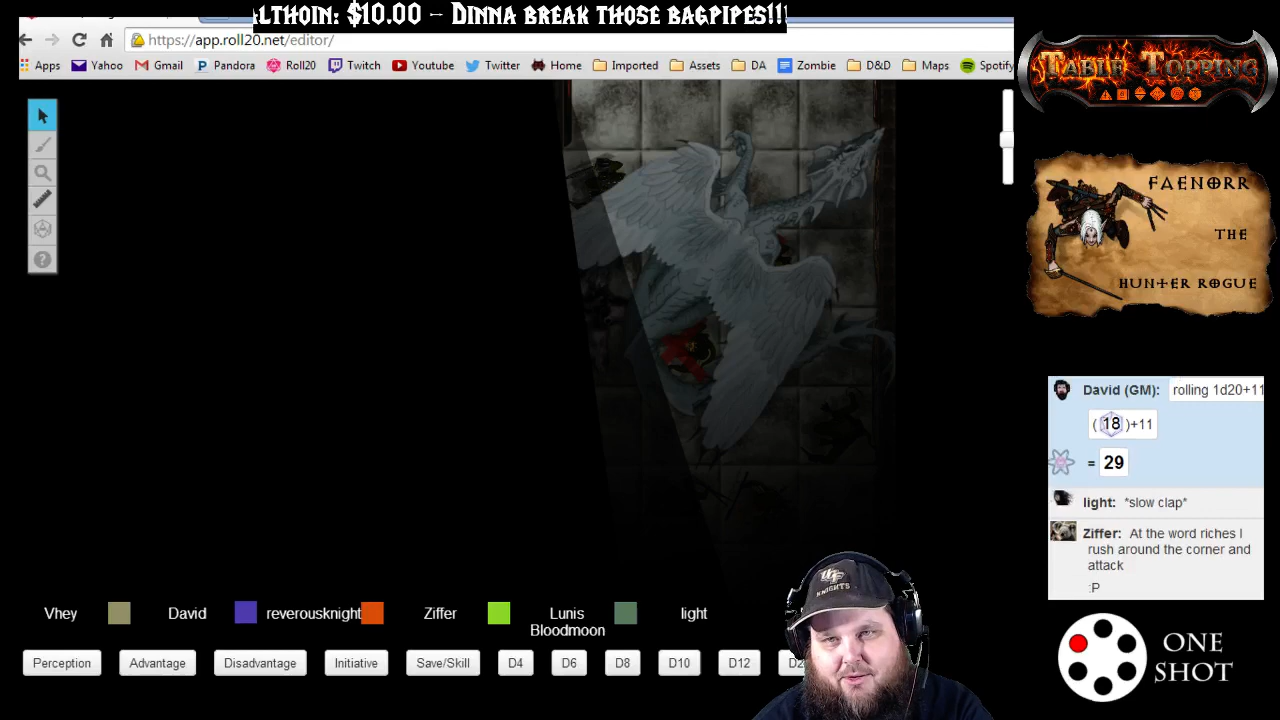 ALTHOIN: $10.00 – DINNA BREAK THOSE BAGPIPES!!!
https://app.roll20.net/editor/
Apps Yahoo Gmail Pandora Roll20 Twitch Youtube Twitter Home Imported Assets DA Zombie D&D Maps Spotify
TABLE TOPPING
FAENORR
THE
HUNTER ROGUE
David (GM): rolling 1d20+11
(18)+11
= 29
light: *slow clap*
Ziffer: At the word riches I
rush around the corner and
attack
:P
Vhey David reverousknight Ziffer Lunis light
Bloodmoon
Perception Advantage Disadvantage Initiative Save/Skill D4 D6 D8 D10 D12
UCF
KNIGHTS
ONE
SHOT